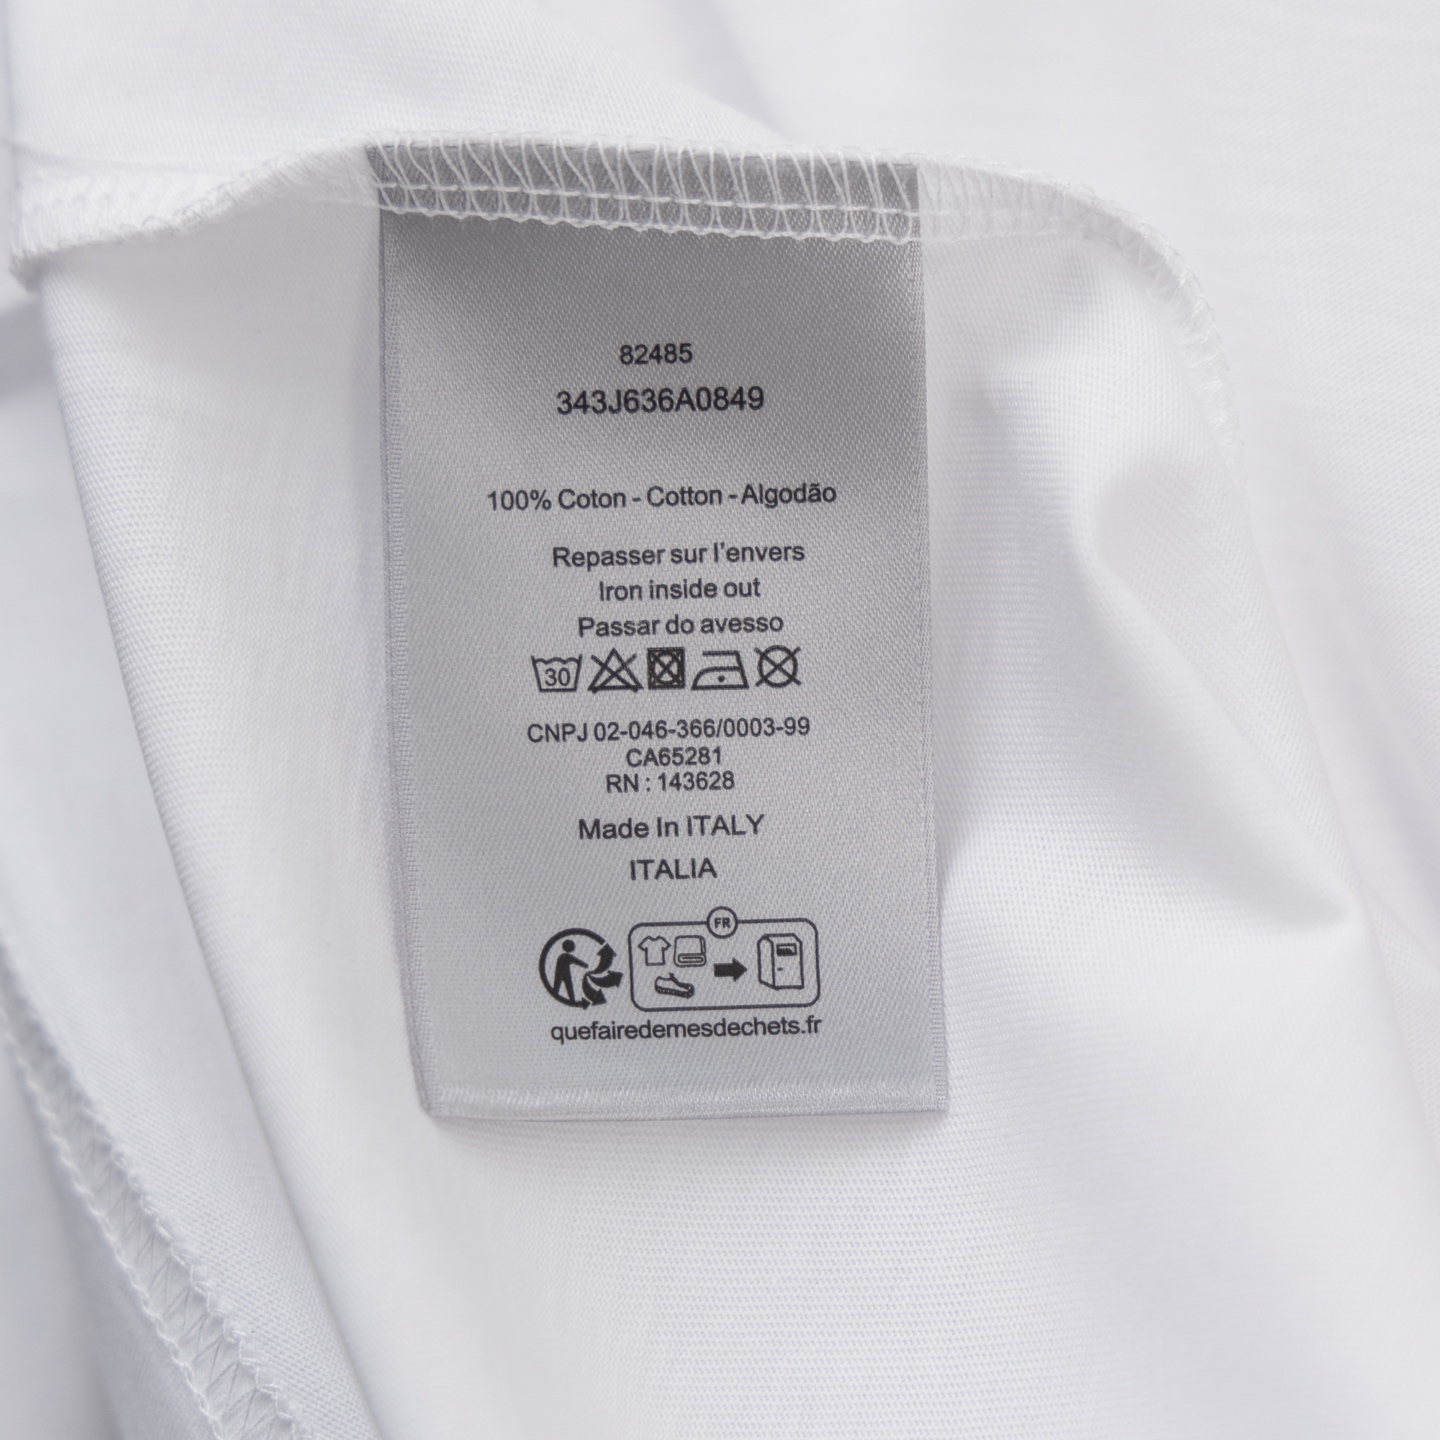 82485
343J636A0849
100% Coton - Cotton - Algodão
Repasser sur l'envers
Iron inside out
Passar do avesso
30
CNPJ 02-046-366/0003-99
CA65281
RN : 143628
Made In ITALY
ITALIA
FR
quefairedemesdechets.fr